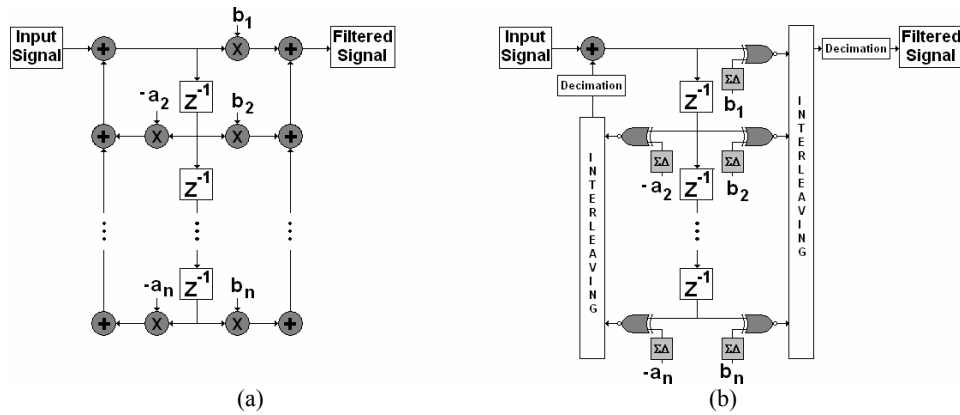 Input
Signal
+
b1
X
+
Filtered
Signal
Z-1
-a2
b2
+
X
X
+
Z-1
Z-1
-an
bn
+
X
X
+
(a)
Input
Signal
+
Decimation
ΣΔ
b1
INTERLEAVING
Decimation
Filtered
Signal
Z-1
INTERLEAVING
ΣΔ
-a2
ΣΔ
b2
Z-1
Z-1
ΣΔ
-an
ΣΔ
bn
(b)